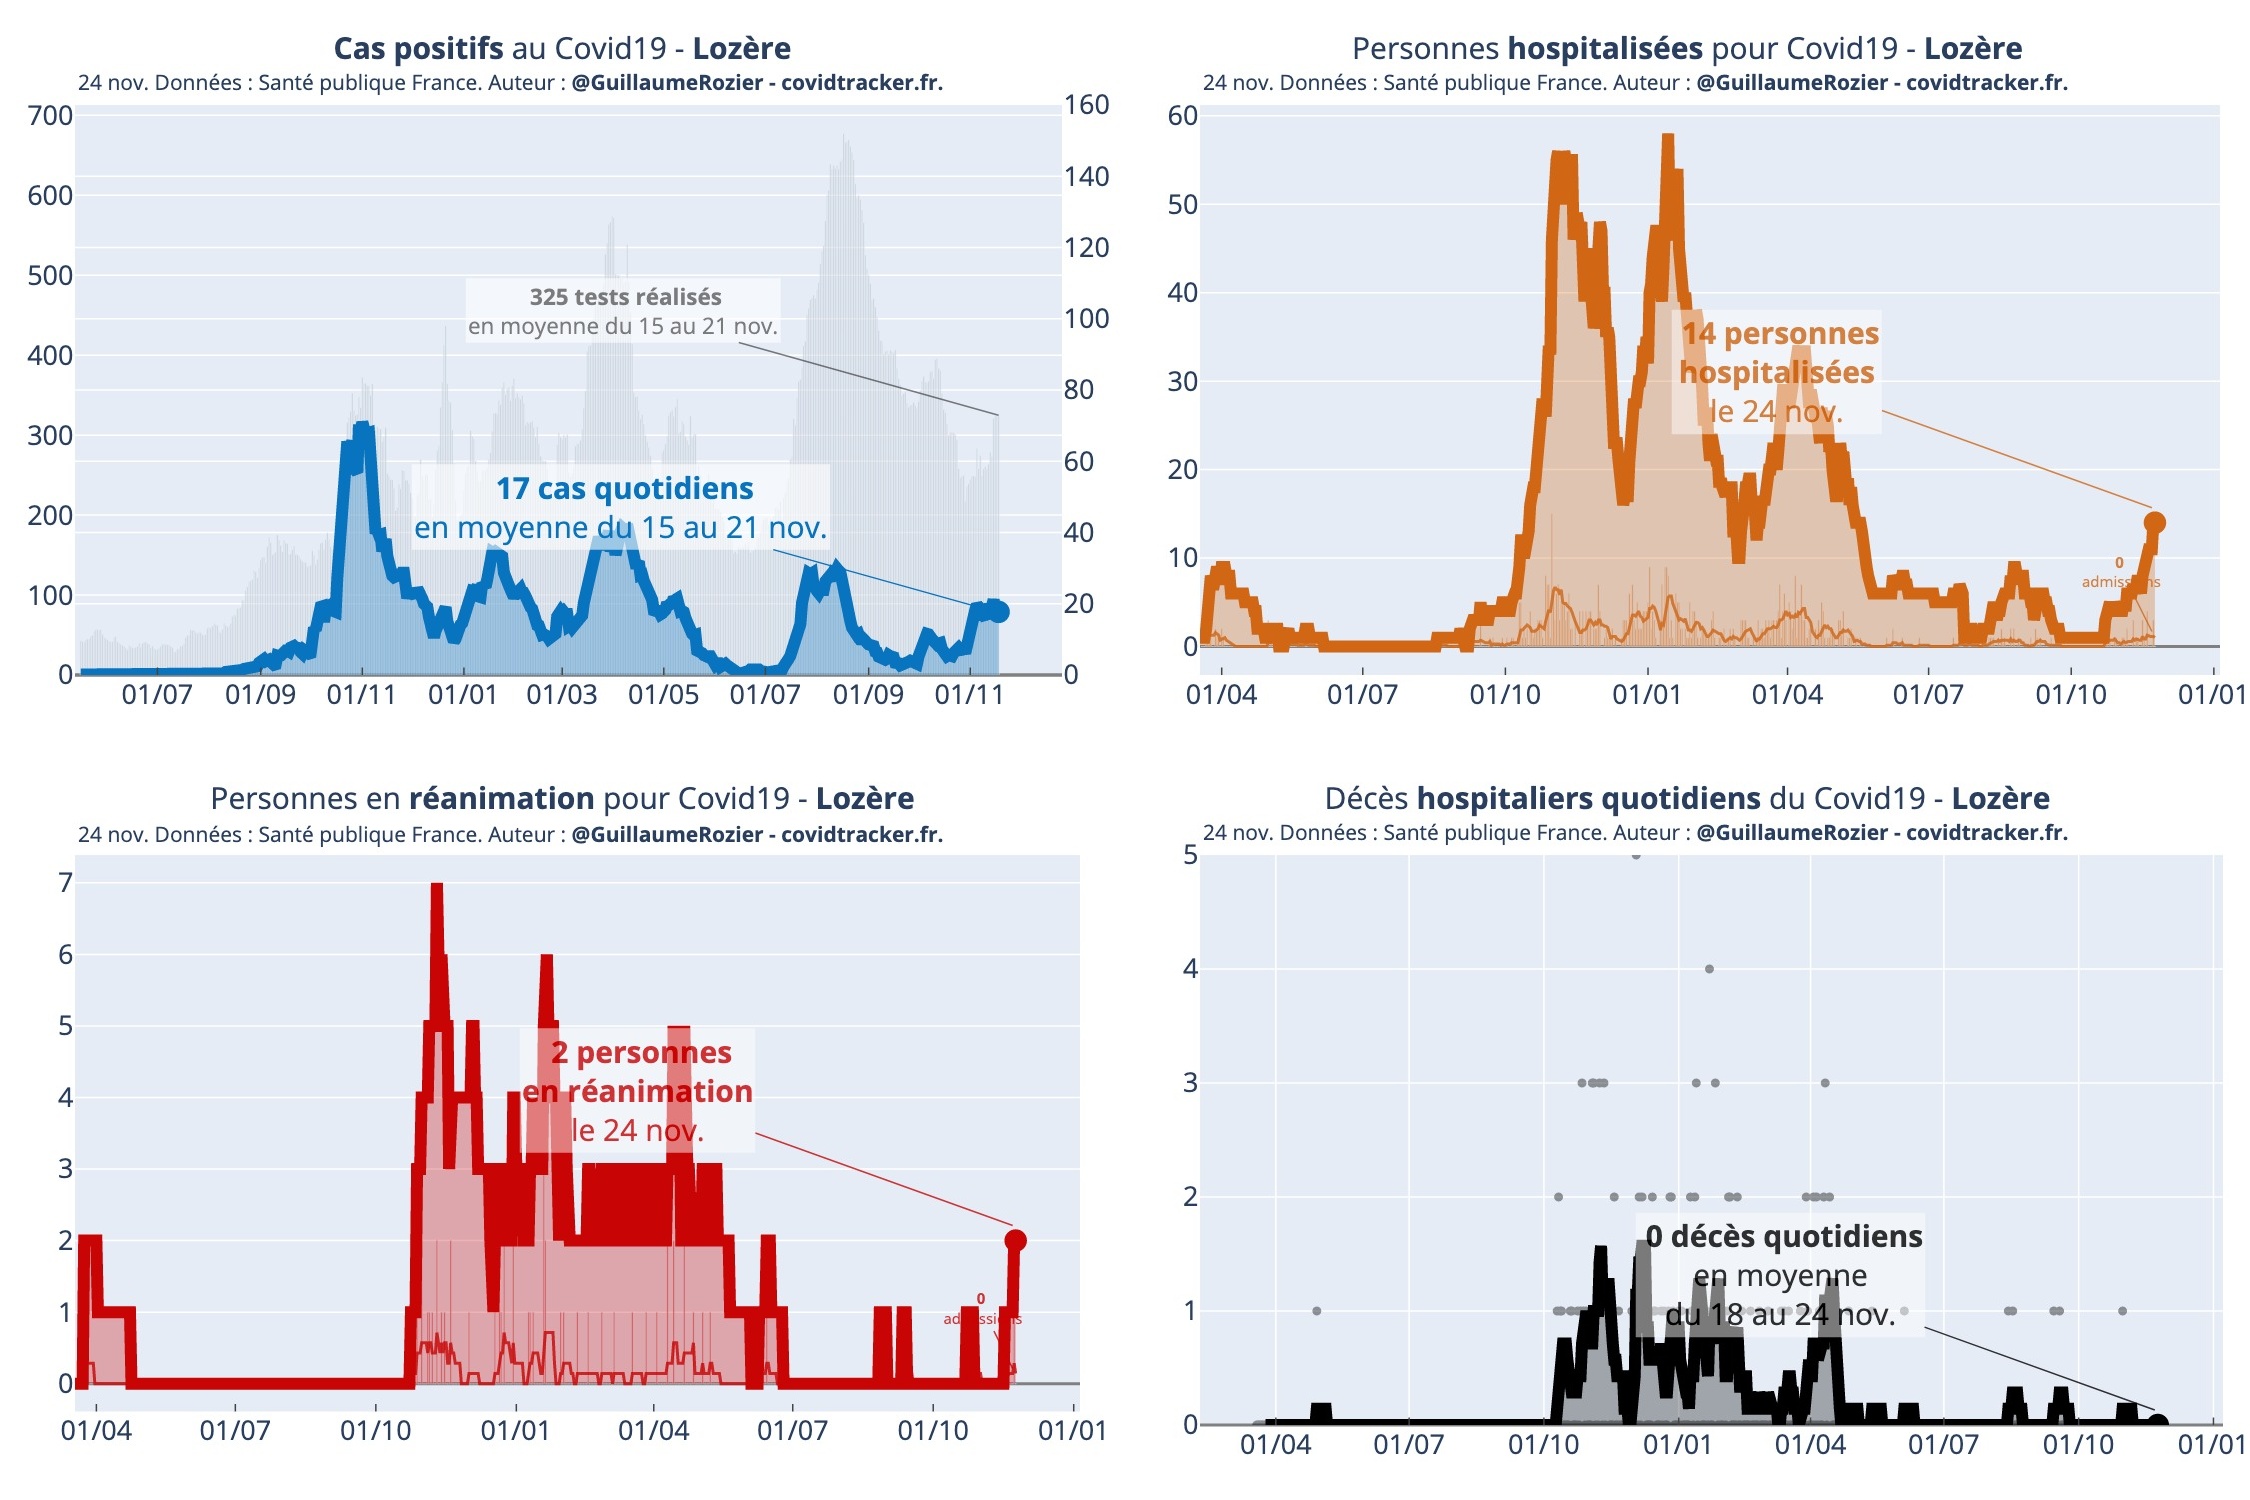 Cas positifs au Covid19 - Lozère
24 nov. Données : Santé publique France. Auteur : @GuillaumeRozier - covidtracker.fr.
700
600
500
400
300
200
100
0
160
140
120
100
80
60
40
20
0
325 tests réalisés
en moyenne du 15 au 21 nov.
17 cas quotidiens
en moyenne du 15 au 21 nov.
01/07 01/09 01/11 01/01 01/03 01/05 01/07 01/09 01/11
Personnes hospitalisées pour Covid19 - Lozère
24 nov. Données : Santé publique France. Auteur : @GuillaumeRozier - covidtracker.fr.
60
50
40
30
20
10
0
14 personnes
hospitalisées
le 24 nov.
0
admissions
01/04 01/07 01/10 01/01 01/04 01/07 01/10 01/01
Personnes en réanimation pour Covid19 - Lozère
24 nov. Données : Santé publique France. Auteur : @GuillaumeRozier - covidtracker.fr.
7
6
5
4
3
2
1
0
2 personnes
en réanimation
le 24 nov.
0
admissions
01/04 01/07 01/10 01/01 01/04 01/07 01/10 01/01
Décès hospitaliers quotidiens du Covid19 - Lozère
24 nov. Données : Santé publique France. Auteur : @GuillaumeRozier - covidtracker.fr.
5
4
3
2
1
0
0 décès quotidiens
en moyenne
du 18 au 24 nov.
01/04 01/07 01/10 01/01 01/04 01/07 01/10 01/01